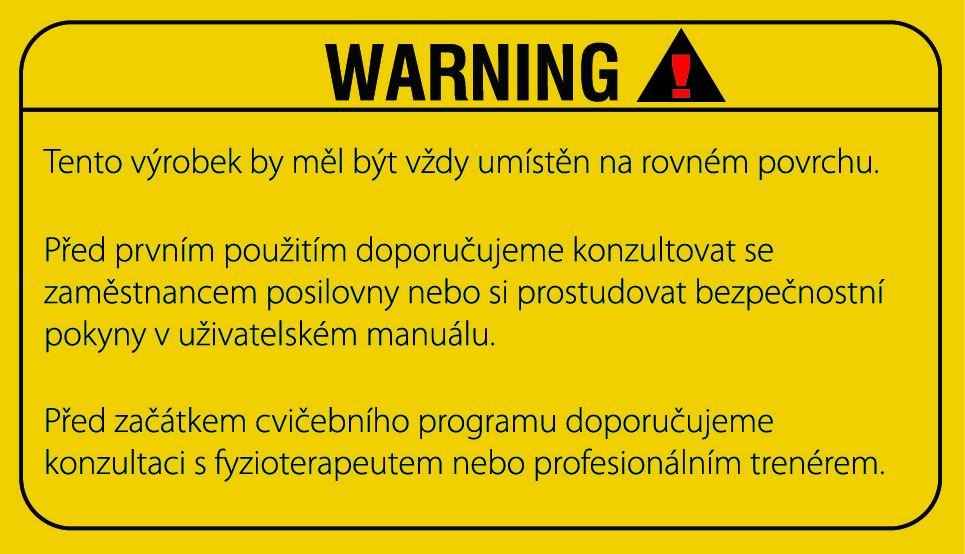 WARNING
Tento výrobek by měl být vždy umístěn na rovném povrchu.
Před prvním použitím doporučujeme konzultovat se
zaměstnancem posilovny nebo si prostudovat bezpečnostní
pokyny v uživatelském manuálu.
Před začátkem cvičebního programu doporučujeme
konzultaci s fyzioterapeutem nebo profesionálním trenérem.